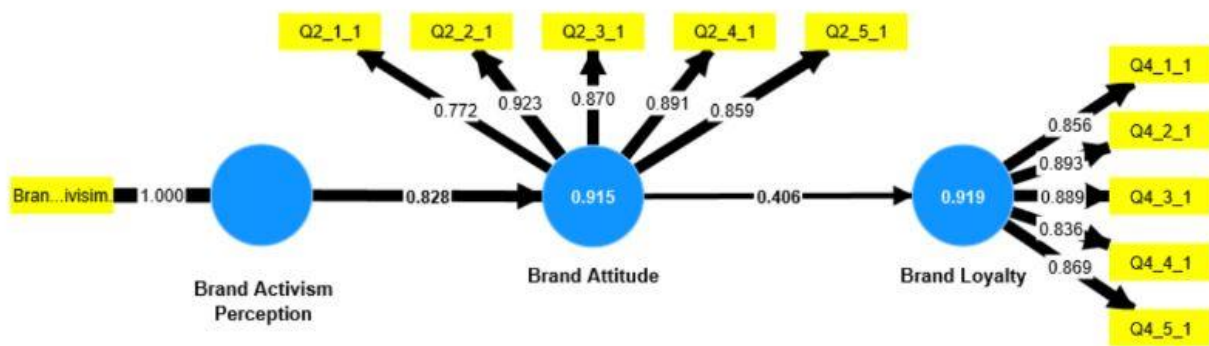 Q2_1_1
Q2_2_1
Q2_3_1
Q2_4_1
Q2_5_1
0.772
0.923
0.870
0.891
0.859
Bran...ivisim.
1.000
0.828
0.915
0.406
0.919
Brand Activism
Perception
Brand Attitude
Brand Loyalty
0.856
0.893
0.889
0.836
0.869
Q4_1_1
Q4_2_1
Q4_3_1
Q4_4_1
Q4_5_1